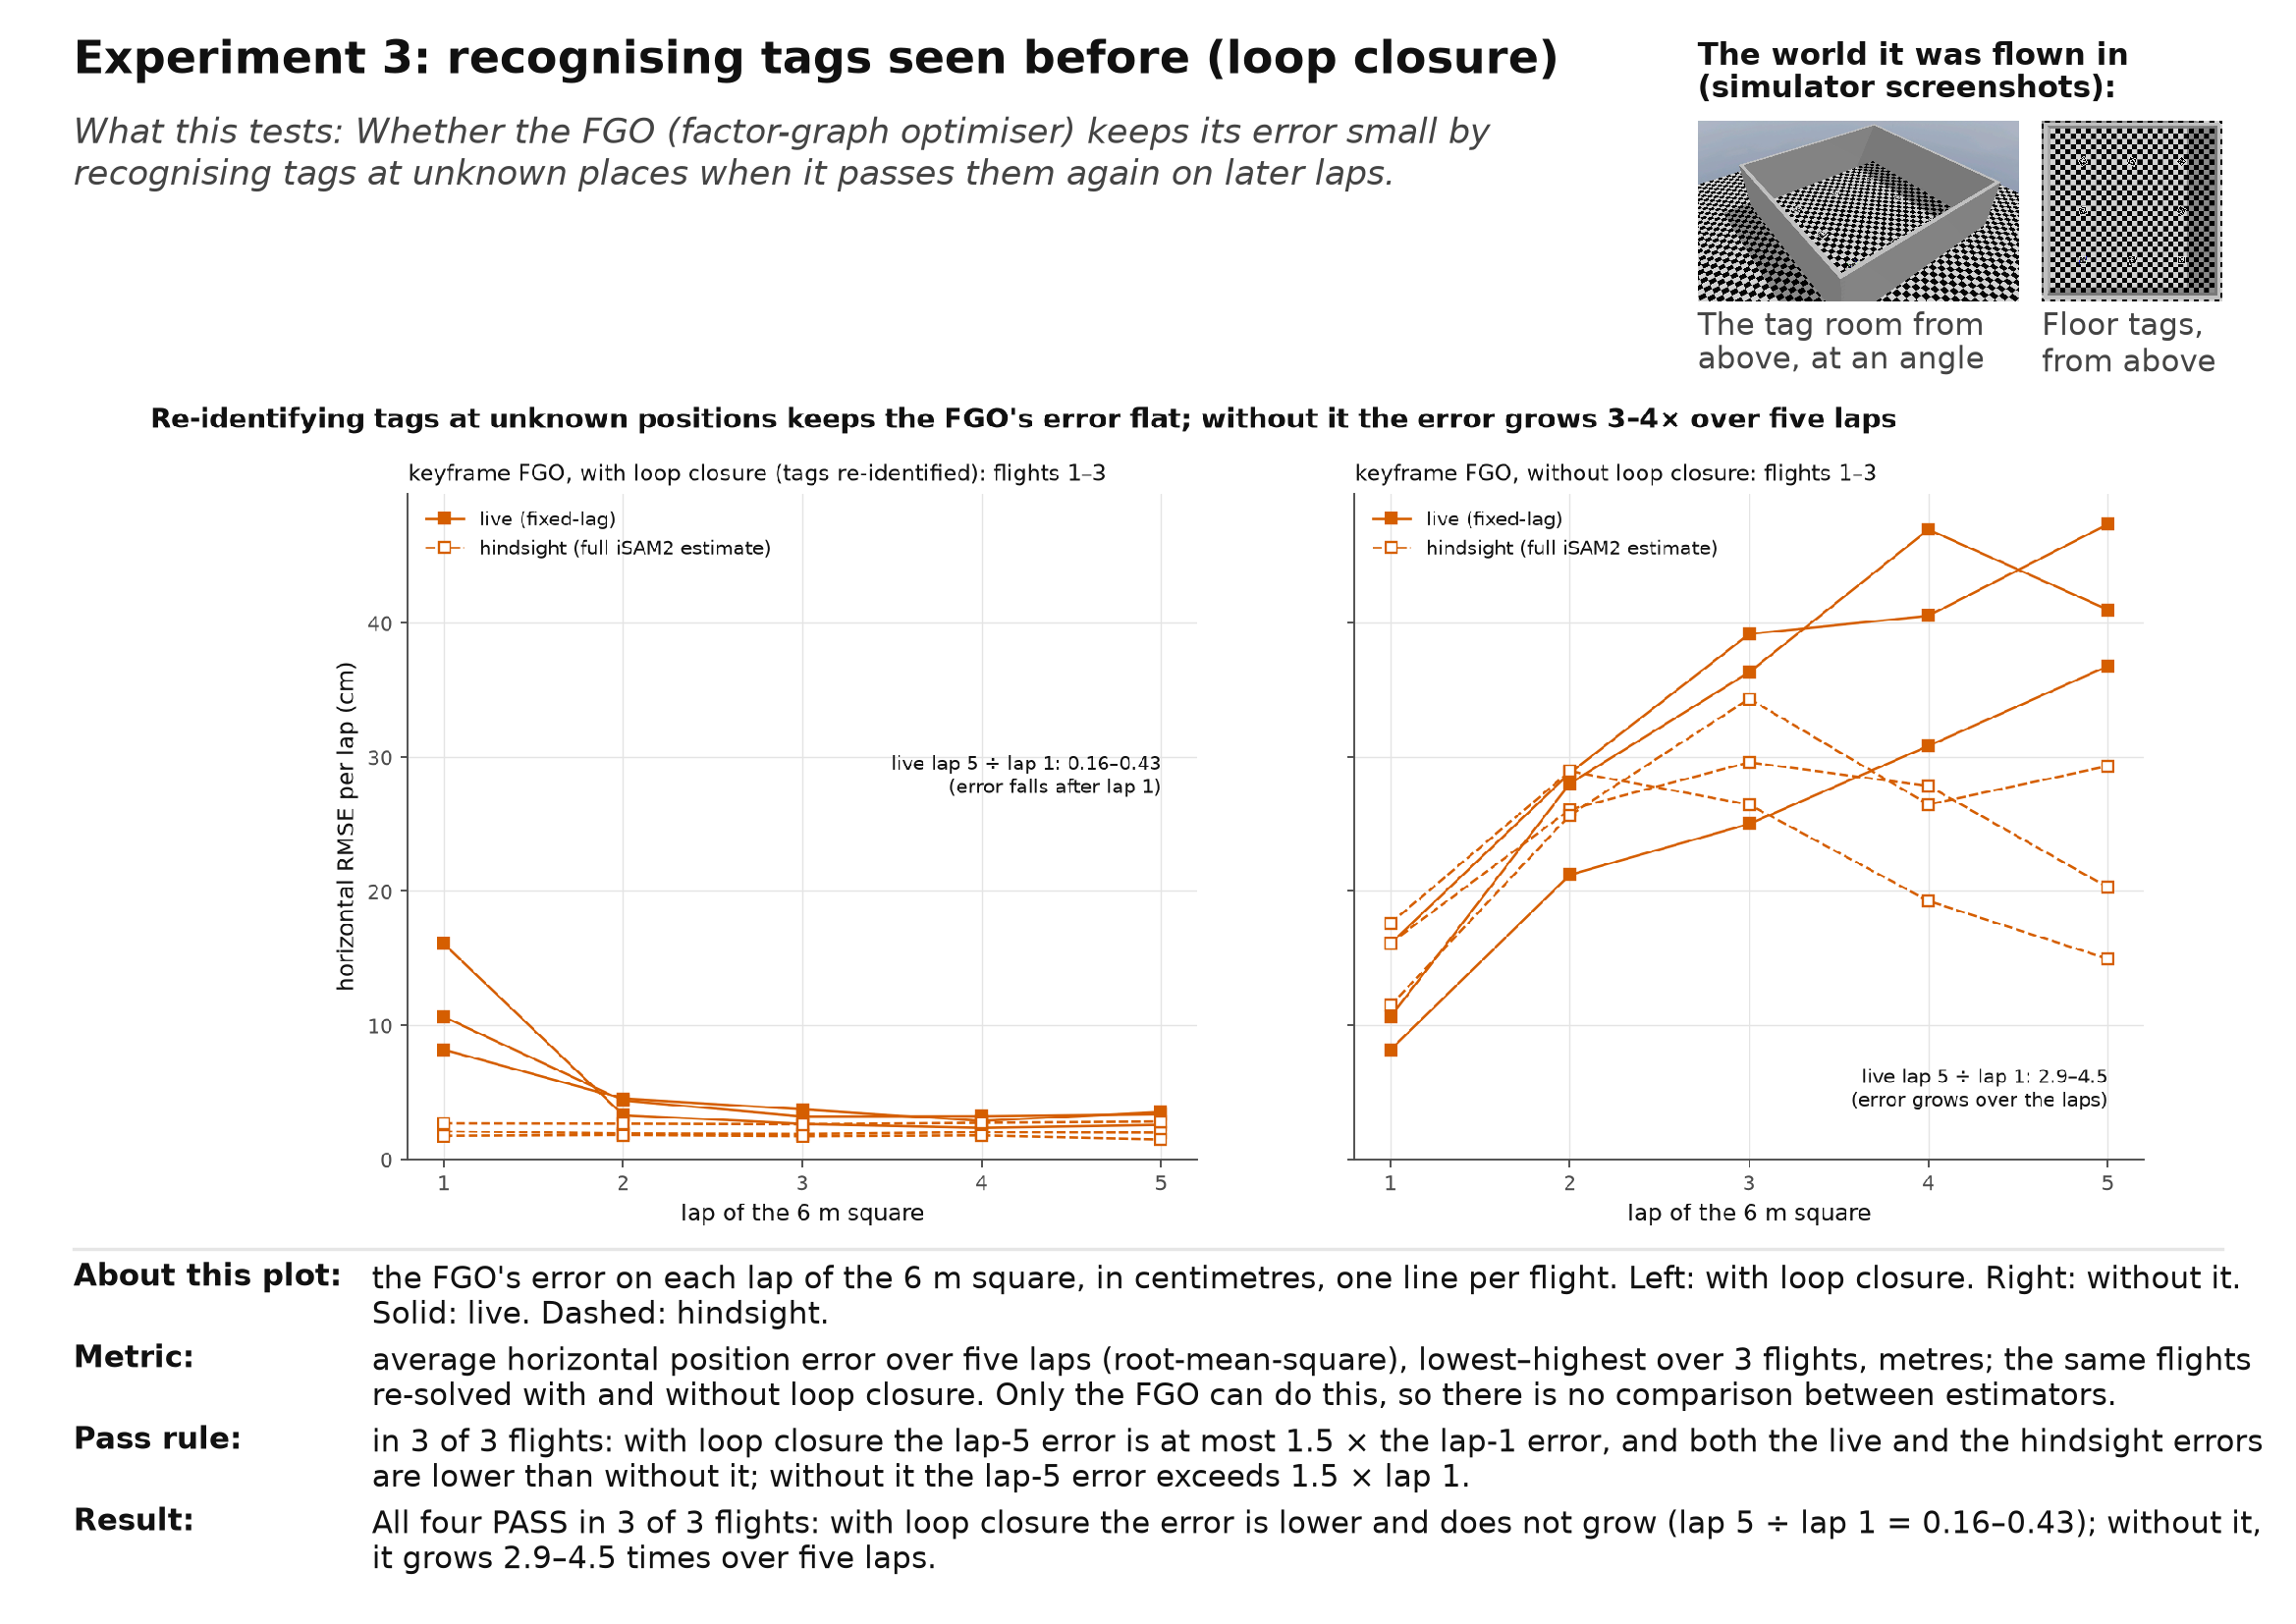 Experiment 3: recognising tags seen before (loop closure)
What this tests: Whether the FGO (factor-graph optimiser) keeps its error small by
recognising tags at unknown places when it passes them again on later laps.
The world it was flown in
(simulator screenshots):
The tag room from
above, at an angle
Floor tags,
from above
Re-identifying tags at unknown positions keeps the FGO's error flat; without it the error grows 3–4× over five laps
keyframe FGO, with loop closure (tags re-identified): flights 1–3
live (fixed-lag)
hindsight (full iSAM2 estimate)
horizontal RMSE per lap (cm)
40
30
20
10
0
live lap 5 ÷ lap 1: 0.16–0.43
(error falls after lap 1)
1 2 3 4 5
lap of the 6 m square
keyframe FGO, without loop closure: flights 1–3
live (fixed-lag)
hindsight (full iSAM2 estimate)
live lap 5 ÷ lap 1: 2.9–4.5
(error grows over the laps)
1 2 3 4 5
lap of the 6 m square
About this plot: the FGO's error on each lap of the 6 m square, in centimetres, one line per flight. Left: with loop closure. Right: without it.
Solid: live. Dashed: hindsight.
Metric: average horizontal position error over five laps (root-mean-square), lowest–highest over 3 flights, metres; the same flights
re-solved with and without loop closure. Only the FGO can do this, so there is no comparison between estimators.
Pass rule: in 3 of 3 flights: with loop closure the lap-5 error is at most 1.5 × the lap-1 error, and both the live and the hindsight errors
are lower than without it; without it the lap-5 error exceeds 1.5 × lap 1.
Result: All four PASS in 3 of 3 flights: with loop closure the error is lower and does not grow (lap 5 ÷ lap 1 = 0.16–0.43); without it,
it grows 2.9–4.5 times over five laps.